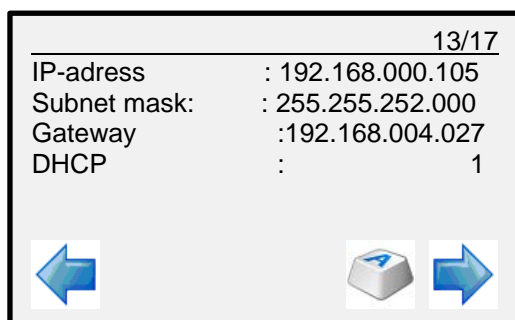 13/17
IP-adress : 192.168.000.105
Subnet mask: : 255.255.252.000
Gateway :192.168.004.027
DHCP : 1
A